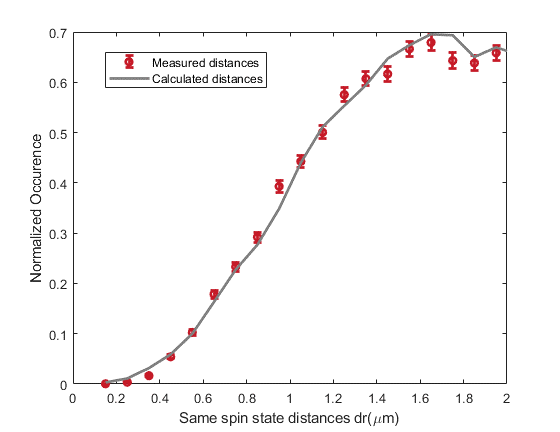 0.7
0.6
0.5
0.4
0.3
0.2
0.1
0
Normalized Occurence
Measured distances
Calculated distances
0 0.2 0.4 0.6 0.8 1 1.2 1.4 1.6 1.8 2
Same spin state distances dr(μm)